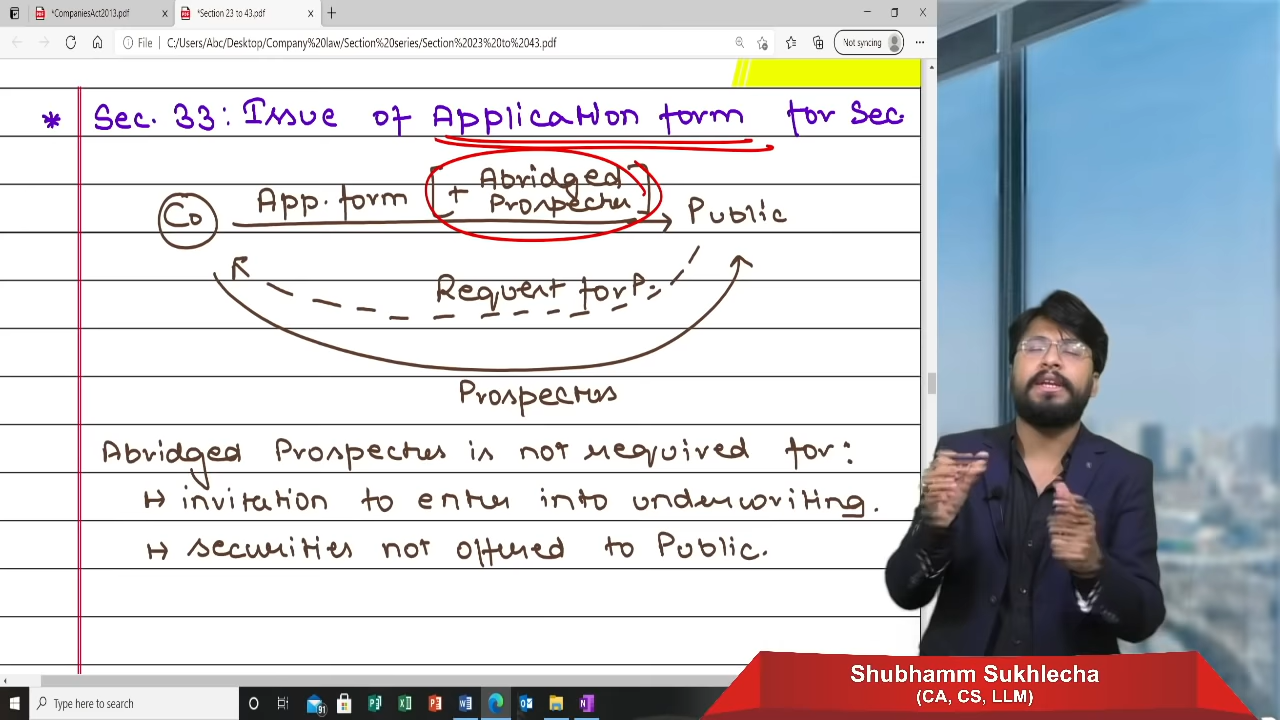 *CompaniesAct2013.pdf
*Section 23 to 43.pdf
File
C:/Users/Abc/Desktop/Company%20law/Section%20series/Section%2023%20to%2043.pdf
Not syncing
* Sec. 33: Issue of Application form for Sec.
Co
App. form [+ Abridged Prospectus]
Public
Request for P.
Prospectus
Abridged Prospectus is not required for:
↦ invitation to enter into underwriting.
↦ securities not offered to Public.
Type here to search
91
Shubhamm Sukhlecha
(CA, CS, LLM)